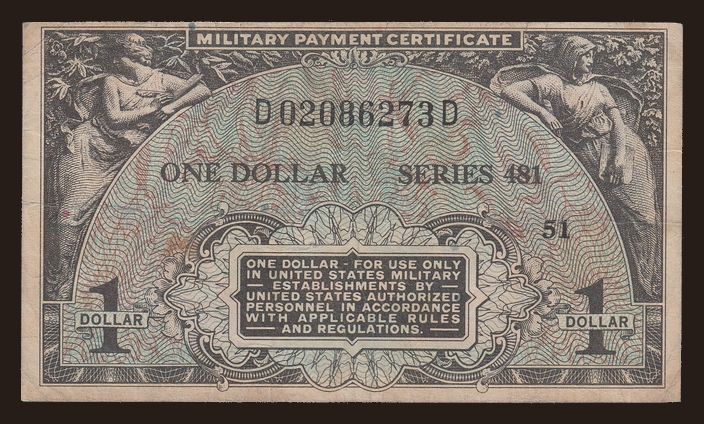 MILITARY PAYMENT CERTIFICATE
D02086273D
ONE DOLLAR SERIES 481
51
ONE DOLLAR - FOR USE ONLY
IN UNITED STATES MILITARY
— ESTABLISHMENTS BY —
UNITED STATES AUTHORIZED
PERSONNEL IN ACCORDANCE
WITH APPLICABLE RULES
— AND REGULATIONS. —
1
DOLLAR
1
DOLLAR